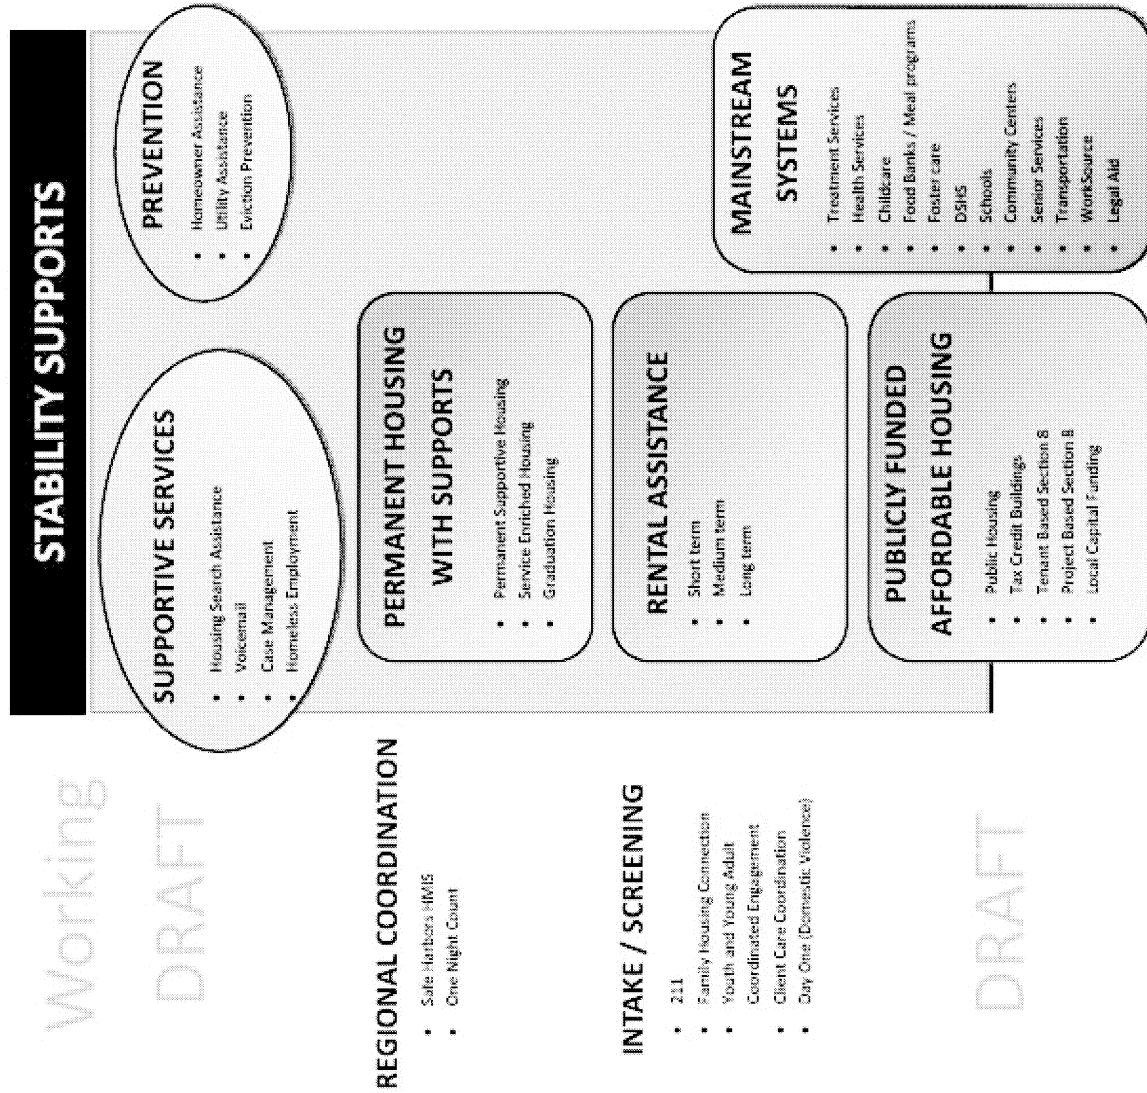 Working
DRAFT
STABILITY SUPPORTS
REGIONAL COORDINATION
• Safe Harbors HMIS
• One Night Count
INTAKE / SCREENING
• 211
• Family Housing Connection
• Youth and Young Adult
Coordinated Engagement
• Client Care Coordination
• Day One (Domestic Violence)
DRAFT
SUPPORTIVE SERVICES
• Housing Search Assistance
• Voicemail
• Case Management
• Homeless Employment
PREVENTION
• Homeowner Assistance
• Utility Assistance
• Eviction Prevention
PERMANENT HOUSING
WITH SUPPORTS
• Permanent Supportive Housing
• Service Enriched Housing
• Graduation Housing
RENTAL ASSISTANCE
• Short term
• Medium term
• Long term
PUBLICLY FUNDED
AFFORDABLE HOUSING
• Public Housing
• Tax Credit Buildings
• Tenant Based Section 8
• Project Based Section 8
• Local Capital Funding
MAINSTREAM
SYSTEMS
• Treatment Services
• Health Services
• Childcare
• Food Banks / Meal programs
• Foster care
• DSHS
• Schools
• Community Centers
• Senior Services
• Transportation
• WorkSource
• Legal Aid